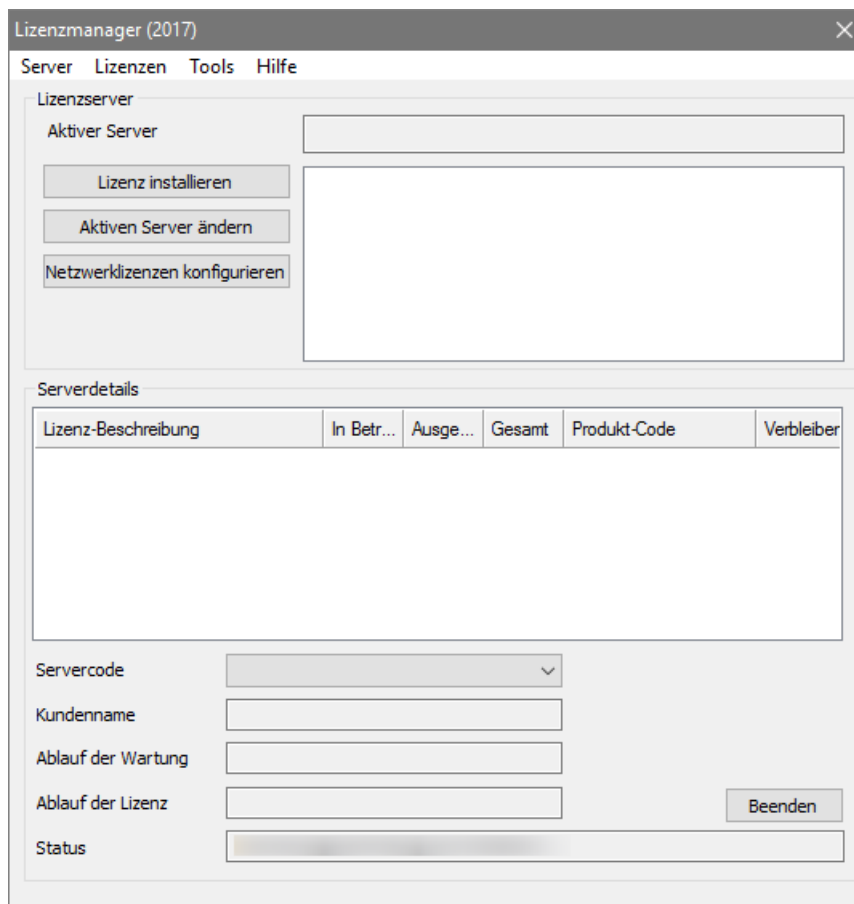 Lizenzmanager (2017)
Server Lizenzen Tools Hilfe
Lizenzserver
Aktiver Server
Lizenz installieren
Aktiven Server ändern
Netzwerklizenzen konfigurieren
Serverdetails
Lizenz-Beschreibung In Betr... Ausge... Gesamt Produkt-Code Verbleiber
Servercode
Kundenname
Ablauf der Wartung
Ablauf der Lizenz
Beenden
Status